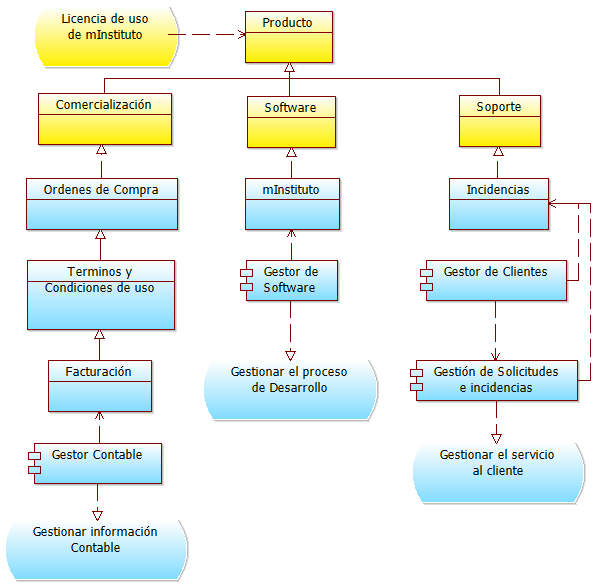 Licencia de uso
de mInstituto
Producto
Comercialización
Software
Soporte
Ordenes de Compra
mInstituto
Incidencias
Terminos y
Condiciones de uso
Gestor de
Software
Gestor de Clientes
Facturación
Gestionar el proceso
de Desarrollo
Gestión de Solicitudes
e incidencias
Gestor Contable
Gestionar el servicio
al cliente
Gestionar información
Contable